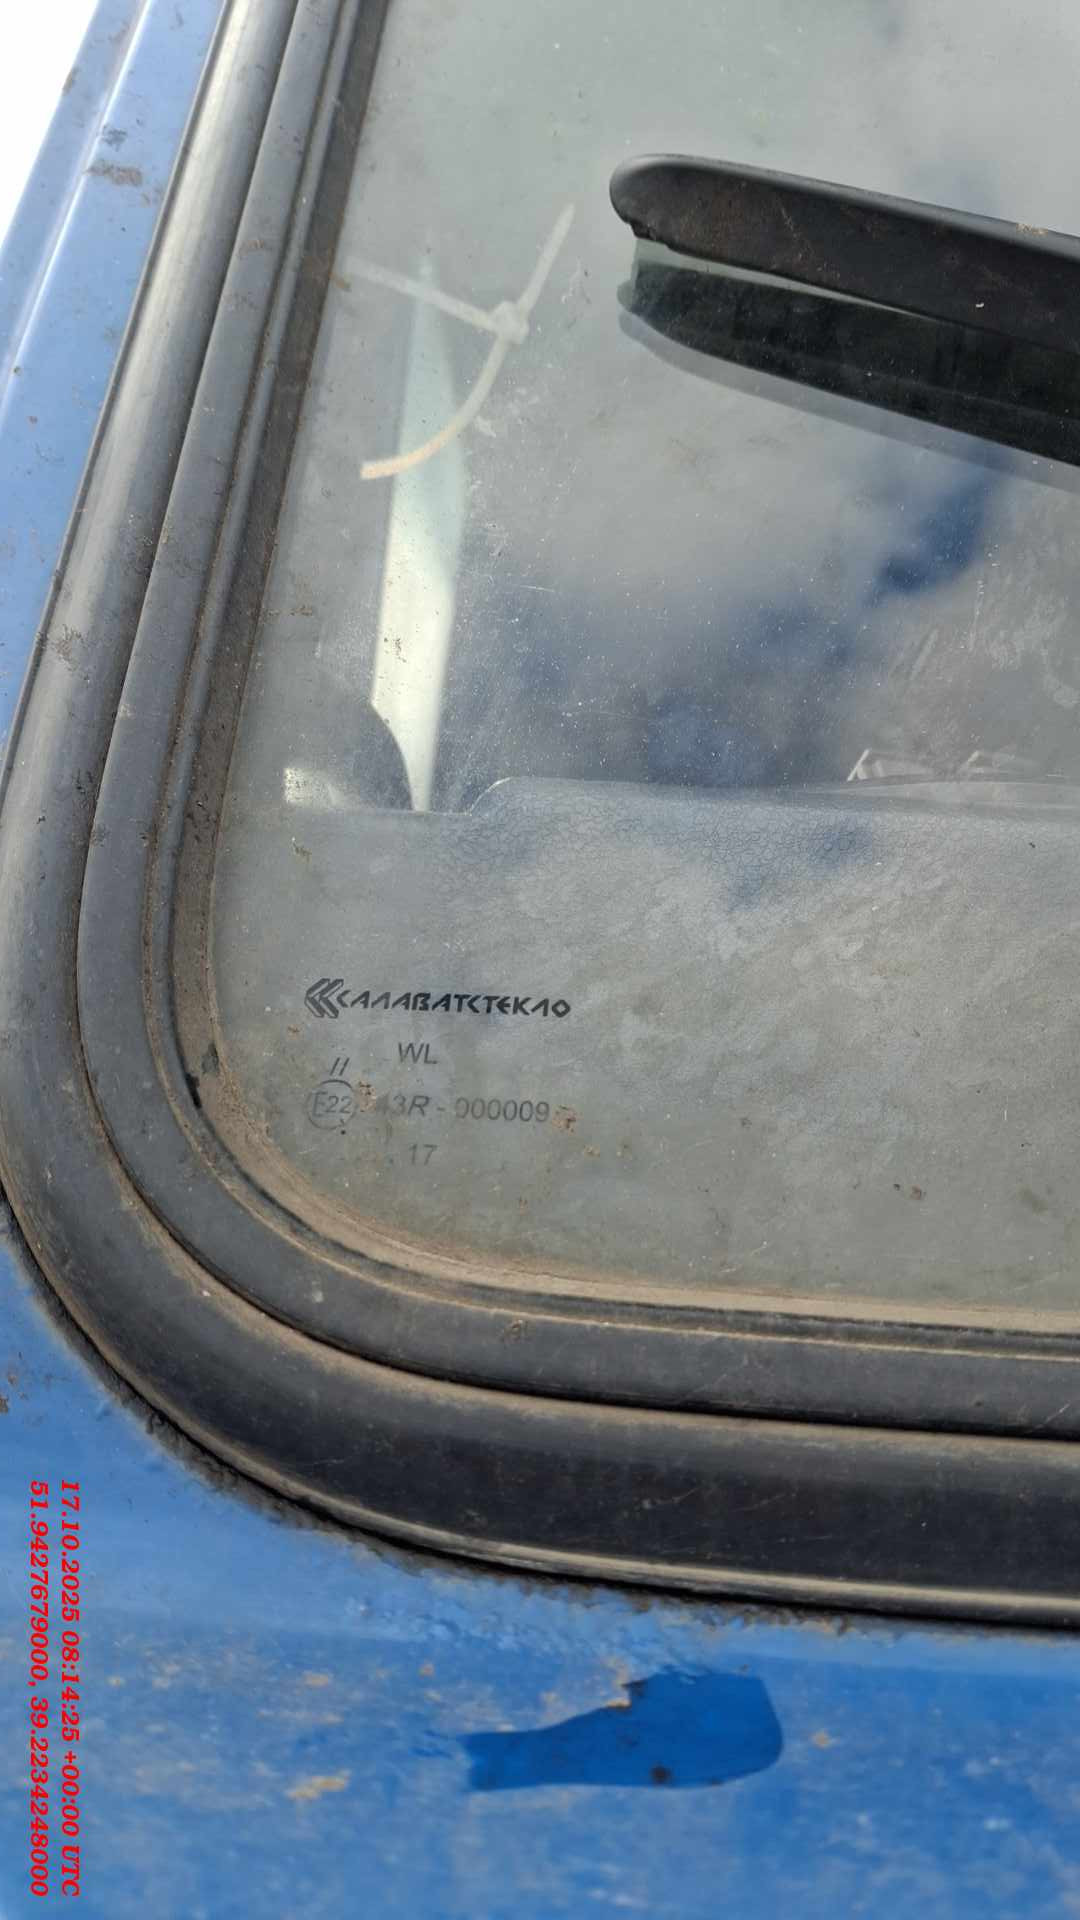 САЛАВАТСТЕКЛО
WL
II
E22 43R - 000009
17
17.10.2025 08:14:25 +00:00 UTC
51.9427679000, 39.2234248000